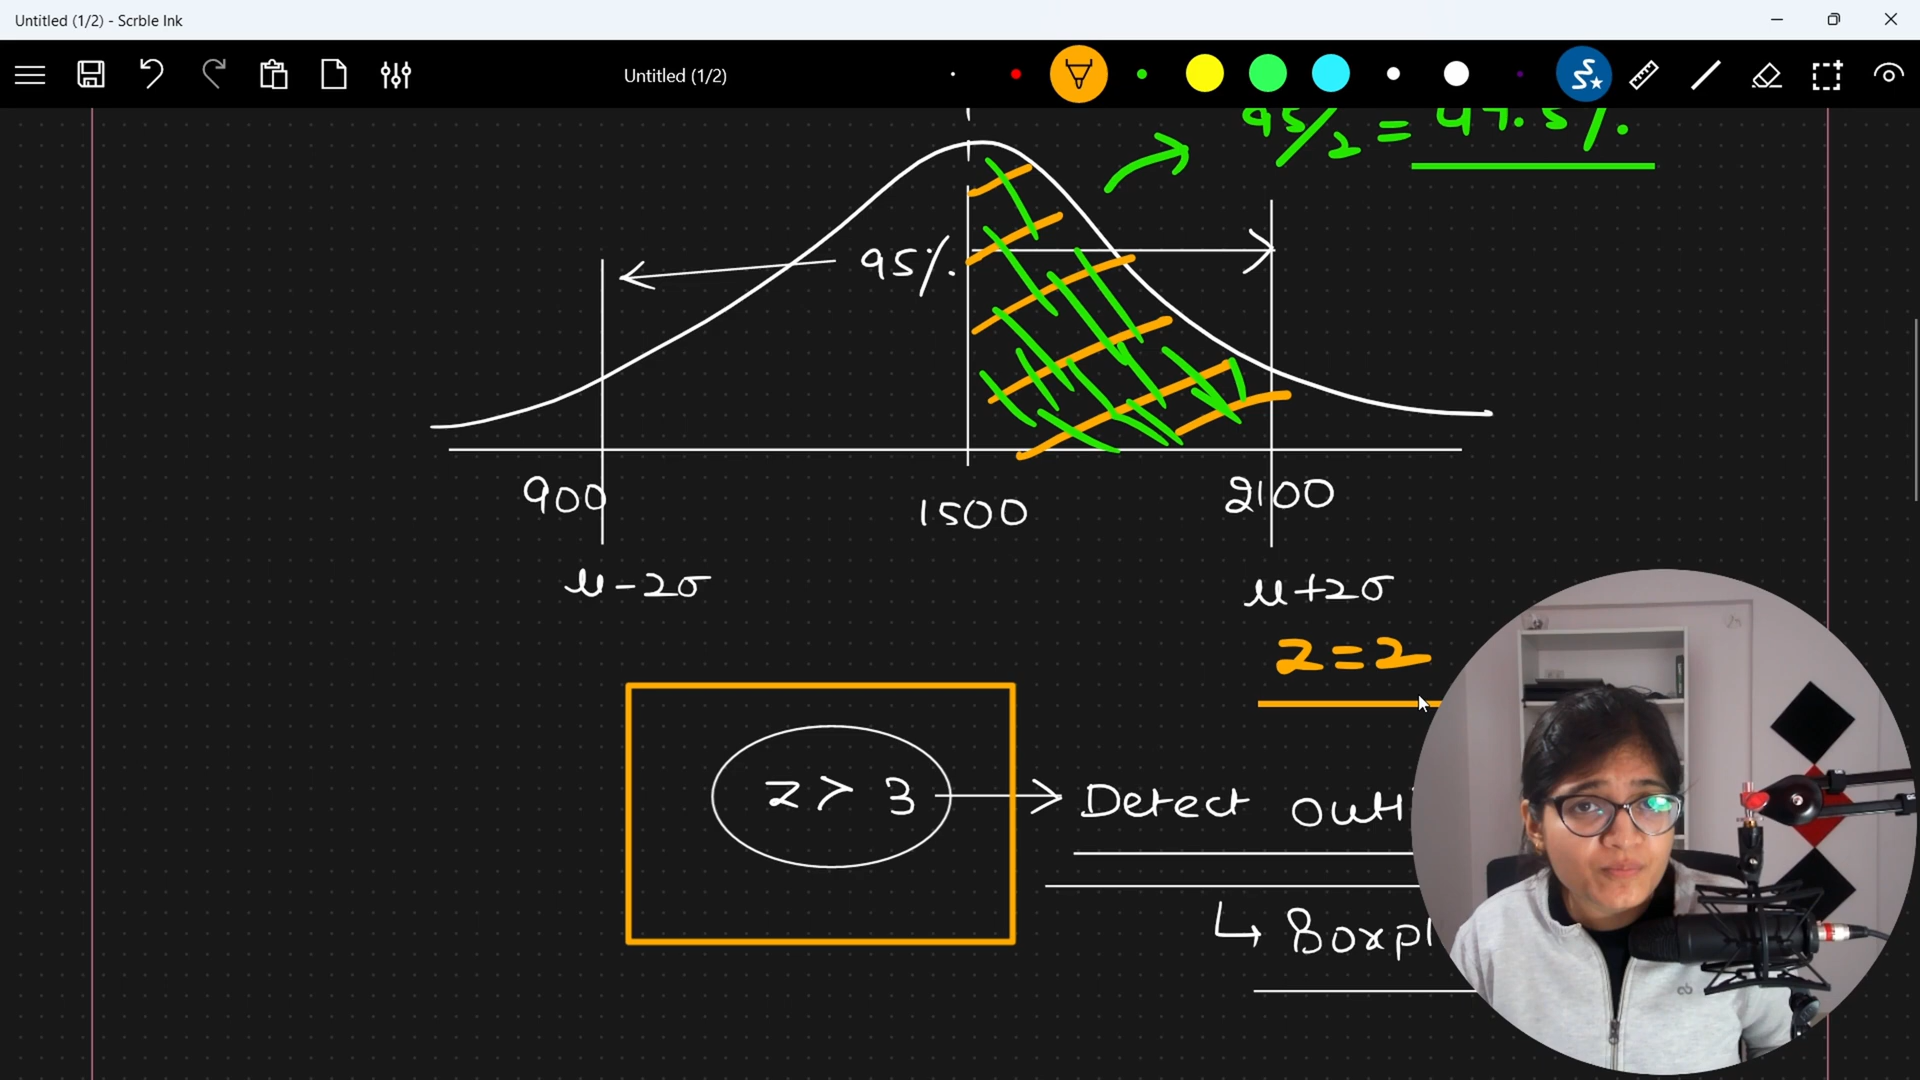 Untitled (1/2) - Scrble Ink
Untitled (1/2)
95/2 = 47.5%
95%
900
1500
2100
μ-2σ
μ+2σ
z=2
z > 3
Detect